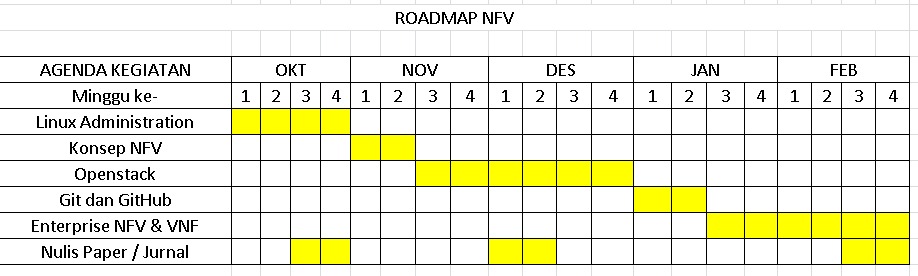 ROADMAP NFV
AGENDA KEGIATAN OKT NOV DES JAN FEB
Minggu ke- 1 2 3 4 1 2 3 4 1 2 3 4 1 2 3 4 1 2 3 4
Linux Administration
Konsep NFV
Openstack
Git dan GitHub
Enterprise NFV & VNF
Nulis Paper / Jurnal